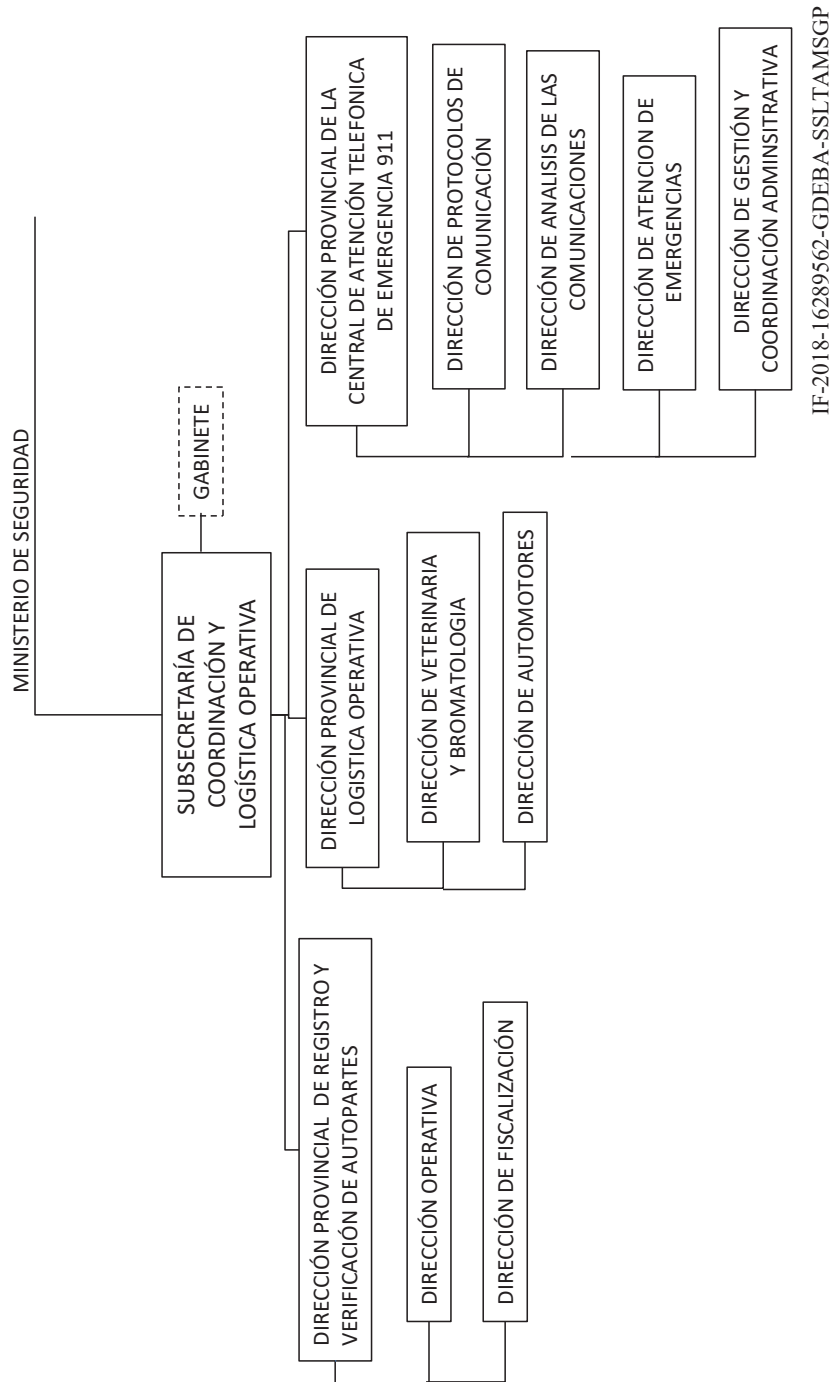 MINISTERIO DE SEGURIDAD
SUBSECRETARÍA DE
COORDINACIÓN Y
LOGÍSTICA OPERATIVA
GABINETE
DIRECCIÓN PROVINCIAL DE REGISTRO Y
VERIFICACIÓN DE AUTOPARTES
DIRECCIÓN OPERATIVA
DIRECCIÓN DE FISCALIZACIÓN
DIRECCIÓN PROVINCIAL DE
LOGISTICA OPERATIVA
DIRECCIÓN DE VETERINARIA
Y BROMATOLOGIA
DIRECCIÓN DE AUTOMOTORES
DIRECCIÓN PROVINCIAL DE LA
CENTRAL DE ATENCIÓN TELEFONICA
DE EMERGENCIA 911
DIRECCIÓN DE PROTOCOLOS DE
COMUNICACIÓN
DIRECCIÓN DE ANALISIS DE LAS
COMUNICACIONES
DIRECCIÓN DE ATENCION DE
EMERGENCIAS
DIRECCIÓN DE GESTIÓN Y
COORDINACIÓN ADMINSITRATIVA
IF-2018-16289562-GDEBA-SSLTAMSGP